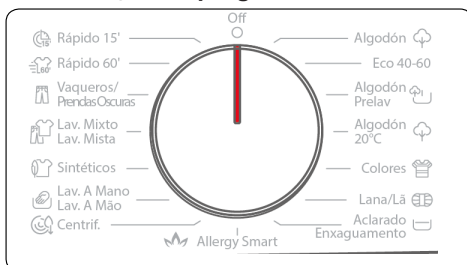 Off
Rápido 15'
Rápido 60'
Vaqueros/
Prendas Oscuras
Lav. Mixto
Lav. Mista
Sintéticos
Lav. A Mano
Lav. A Mão
Centrif.
Allergy Smart
Algodón
Eco 40-60
Algodón
Prelav
Algodón
20°C
Colores
Lana/Lã
Aclarado
Enxaguamento